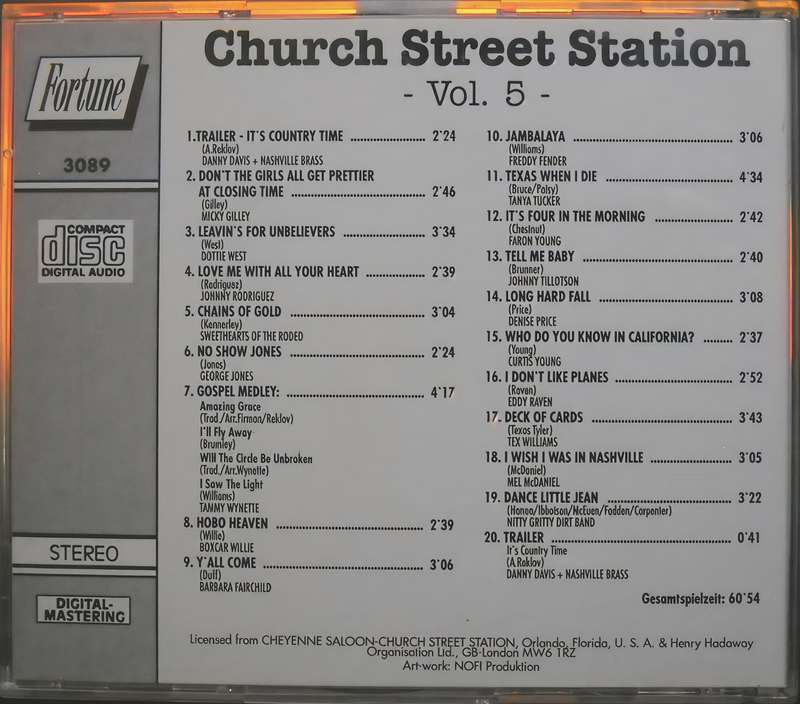 Church Street Station
- Vol. 5 -
Fortune
3089
COMPACT
disc
DIGITAL AUDIO
STEREO
DIGITAL-
MASTERING
1.TRAILER - IT'S COUNTRY TIME ..................... 2'24
(A.Reklov)
DANNY DAVIS + NASHVILLE BRASS
2. DON'T THE GIRLS ALL GET PRETTIER
AT CLOSING TIME ..................................... 2'46
(Gilley)
MICKY GILLEY
3. LEAVIN'S FOR UNBELIEVERS ....................... 3'34
(West)
DOTTIE WEST
4. LOVE ME WITH ALL YOUR HEART ................. 2'39
(Rodriguez)
JOHNNY RODRIGUEZ
5. CHAINS OF GOLD ..................................... 3'04
(Kennerley)
SWEETHEARTS OF THE RODEO
6. NO SHOW JONES ..................................... 2'24
(Jones)
GEORGE JONES
7. GOSPEL MEDLEY: ..................................... 4'17
Amazing Grace
(Trad./Arr.Firmon/Reklov)
I'll Fly Away
(Brumley)
Will The Circle Be Unbroken
(Trad./Arr.Wynette)
I Saw The Light
(Williams)
TAMMY WYNETTE
8. HOBO HEAVEN ..................................... 2'39
(Willie)
BOXCAR WILLIE
9. Y'ALL COME ..................................... 3'06
(Duff)
BARBARA FAIRCHILD
10. JAMBALAYA ..................................... 3'06
(Williams)
FREDDY FENDER
11. TEXAS WHEN I DIE ..................................... 4'34
(Bruce/Patsy)
TANYA TUCKER
12. IT'S FOUR IN THE MORNING ..................... 2'42
(Chestnut)
FARON YOUNG
13. TELL ME BABY ..................................... 2'40
(Brunner)
JOHNNY TILLOTSON
14. LONG HARD FALL ..................................... 3'08
(Price)
DENISE PRICE
15. WHO DO YOU KNOW IN CALIFORNIA? ......... 2'37
(Young)
CURTIS YOUNG
16. I DON'T LIKE PLANES ............................. 2'52
(Raven)
EDDY RAVEN
17. DECK OF CARDS ..................................... 3'43
(Texos Tyler)
TEX WILLIAMS
18. I WISH I WAS IN NASHVILLE ..................... 3'05
(McDaniel)
MEL McDANIEL
19. DANCE LITTLE JEAN ............................. 3'22
(Hanna/Ibbotson/McEuen/Fadden/Carpenter)
NITTY GRITTY DIRT BAND
20. TRAILER ..................................... 0'41
It's Country Time
(A.Reklov)
DANNY DAVIS + NASHVILLE BRASS
Gesamtspielzeit: 60'54
Licensed from CHEYENNE SALOON-CHURCH STREET STATION, Orlando, Florida, U. S. A. & Henry Hadaway
Organisation Ltd., GB-London MW6 1RZ
Art-work: NOFI Produktion